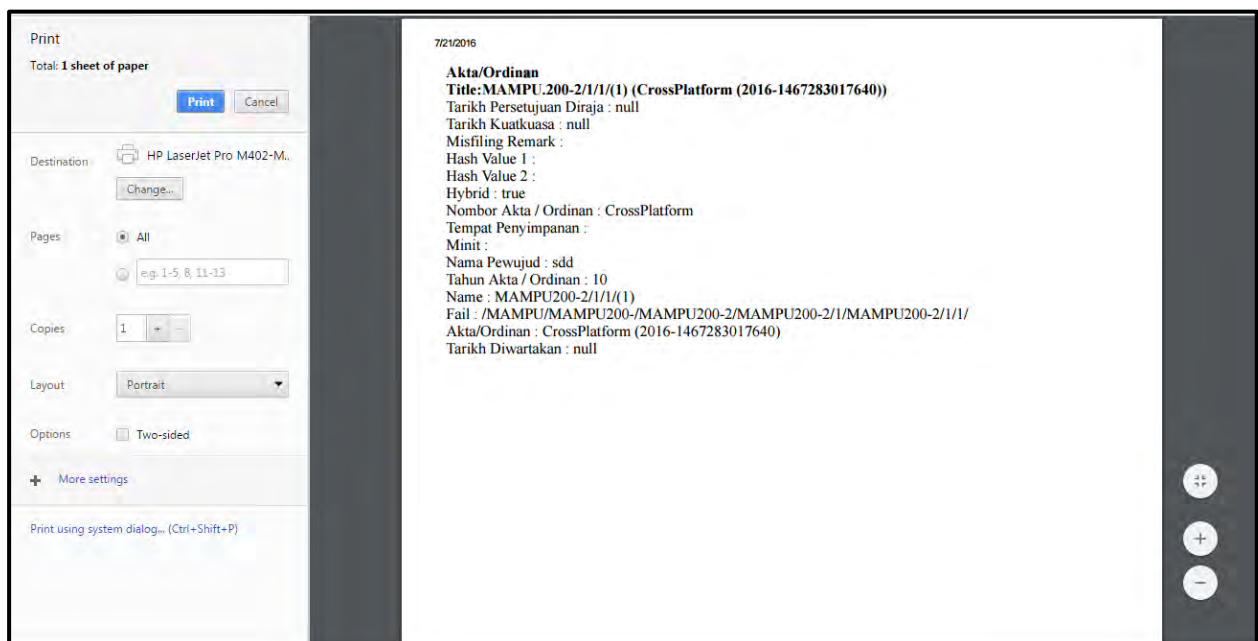 Print
Total: 1 sheet of paper
Print Cancel
Destination HP LaserJet Pro M402-M..
Change...
Pages All
e.g. 1-5, 8, 11-13
Copies 1 + -
Layout Portrait
Options Two-sided
+ More settings
Print using system dialog... (Ctrl+Shift+P)
7/21/2016
Akta/Ordinan
Title:MAMPU.200-2/1/1/(1) (CrossPlatform (2016-1467283017640))
Tarikh Persetujuan Diraja : null
Tarikh Kuatkuasa : null
Misfiling Remark :
Hash Value 1 :
Hash Value 2 :
Hybrid : true
Nombor Akta / Ordinan : CrossPlatform
Tempat Penyimpanan :
Minit :
Nama Pewujud : sdd
Tahun Akta / Ordinan : 10
Name : MAMPU200-2/1/1/(1)
Fail : /MAMPU/MAMPU200-/MAMPU200-2/MAMPU200-2/1/MAMPU200-2/1/1/
Akta/Ordinan : CrossPlatform (2016-1467283017640)
Tarikh Diwartakan : null